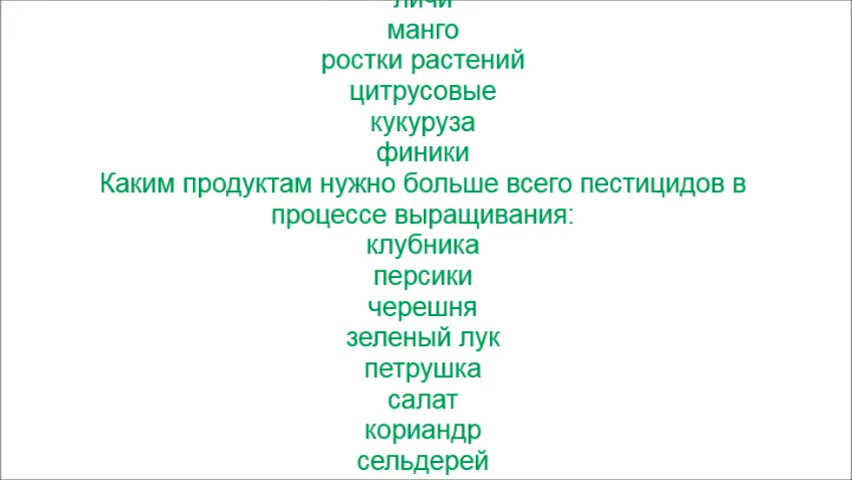 личи
манго
ростки растений
цитрусовые
кукуруза
финики
Каким продуктам нужно больше всего пестицидов в
процессе выращивания:
клубника
персики
черешня
зеленый лук
петрушка
салат
кориандр
сельдерей